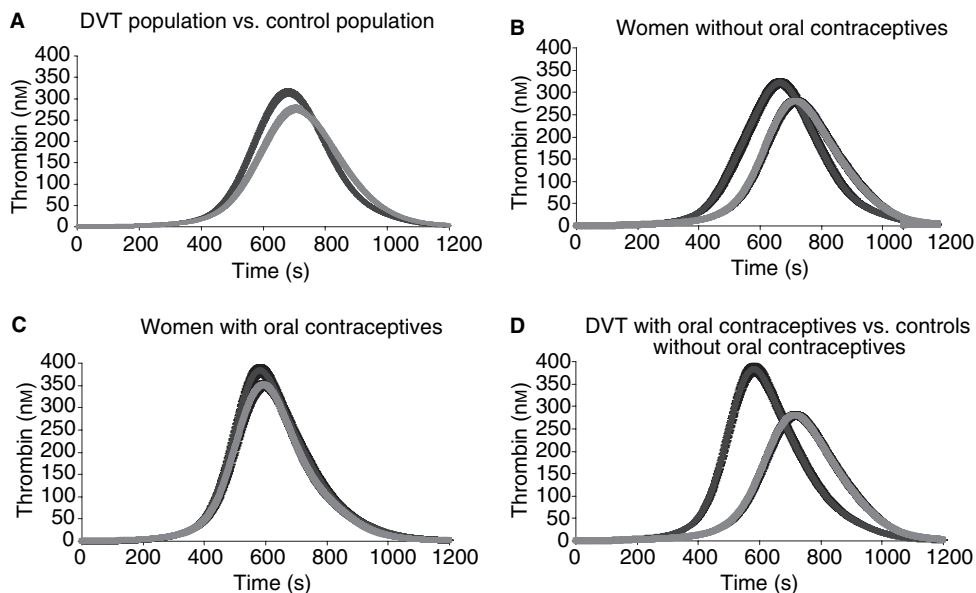 A DVT population vs. control population
400
350
300
250
200
150
100
50
0
Thrombin (nM)
0 200 400 600 800 1000 1200
Time (s)
B Women without oral contraceptives
400
350
300
250
200
150
100
50
0
Thrombin (nM)
0 200 400 600 800 1000 1200
Time (s)
C Women with oral contraceptives
400
350
300
250
200
150
100
50
0
Thrombin (nM)
0 200 400 600 800 1000 1200
Time (s)
D DVT with oral contraceptives vs. controls
without oral contraceptives
400
350
300
250
200
150
100
50
0
Thrombin (nM)
0 200 400 600 800 1000 1200
Time (s)